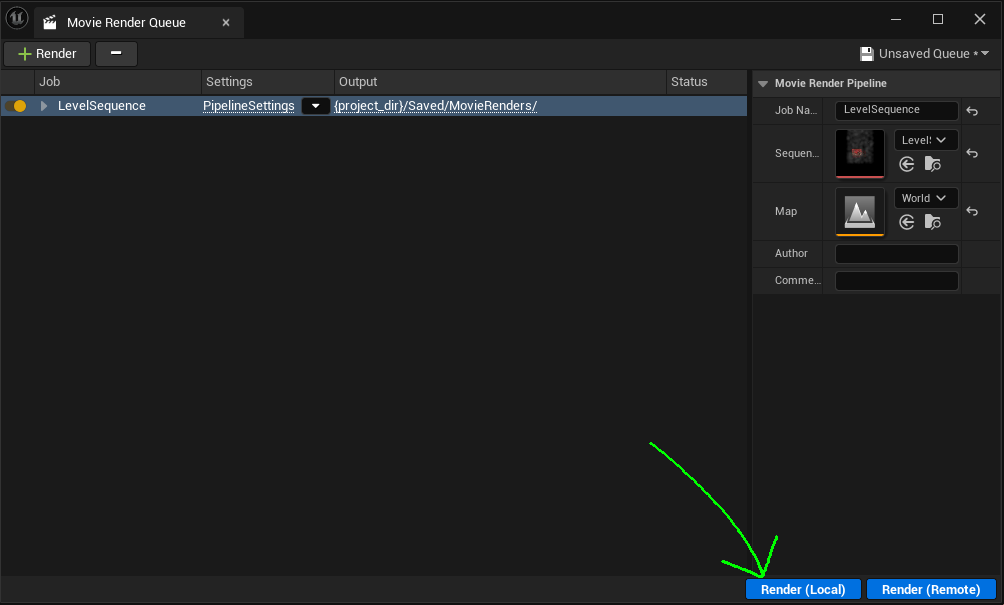 Movie Render Queue
Render
Unsaved Queue *
Job Settings Output Status
LevelSequence PipelineSettings {project_dir}/Saved/MovieRenders/
Movie Render Pipeline
Job Na... LevelSequence
Sequen... Level
Map World
Author
Comme...
Render (Local) Render (Remote)